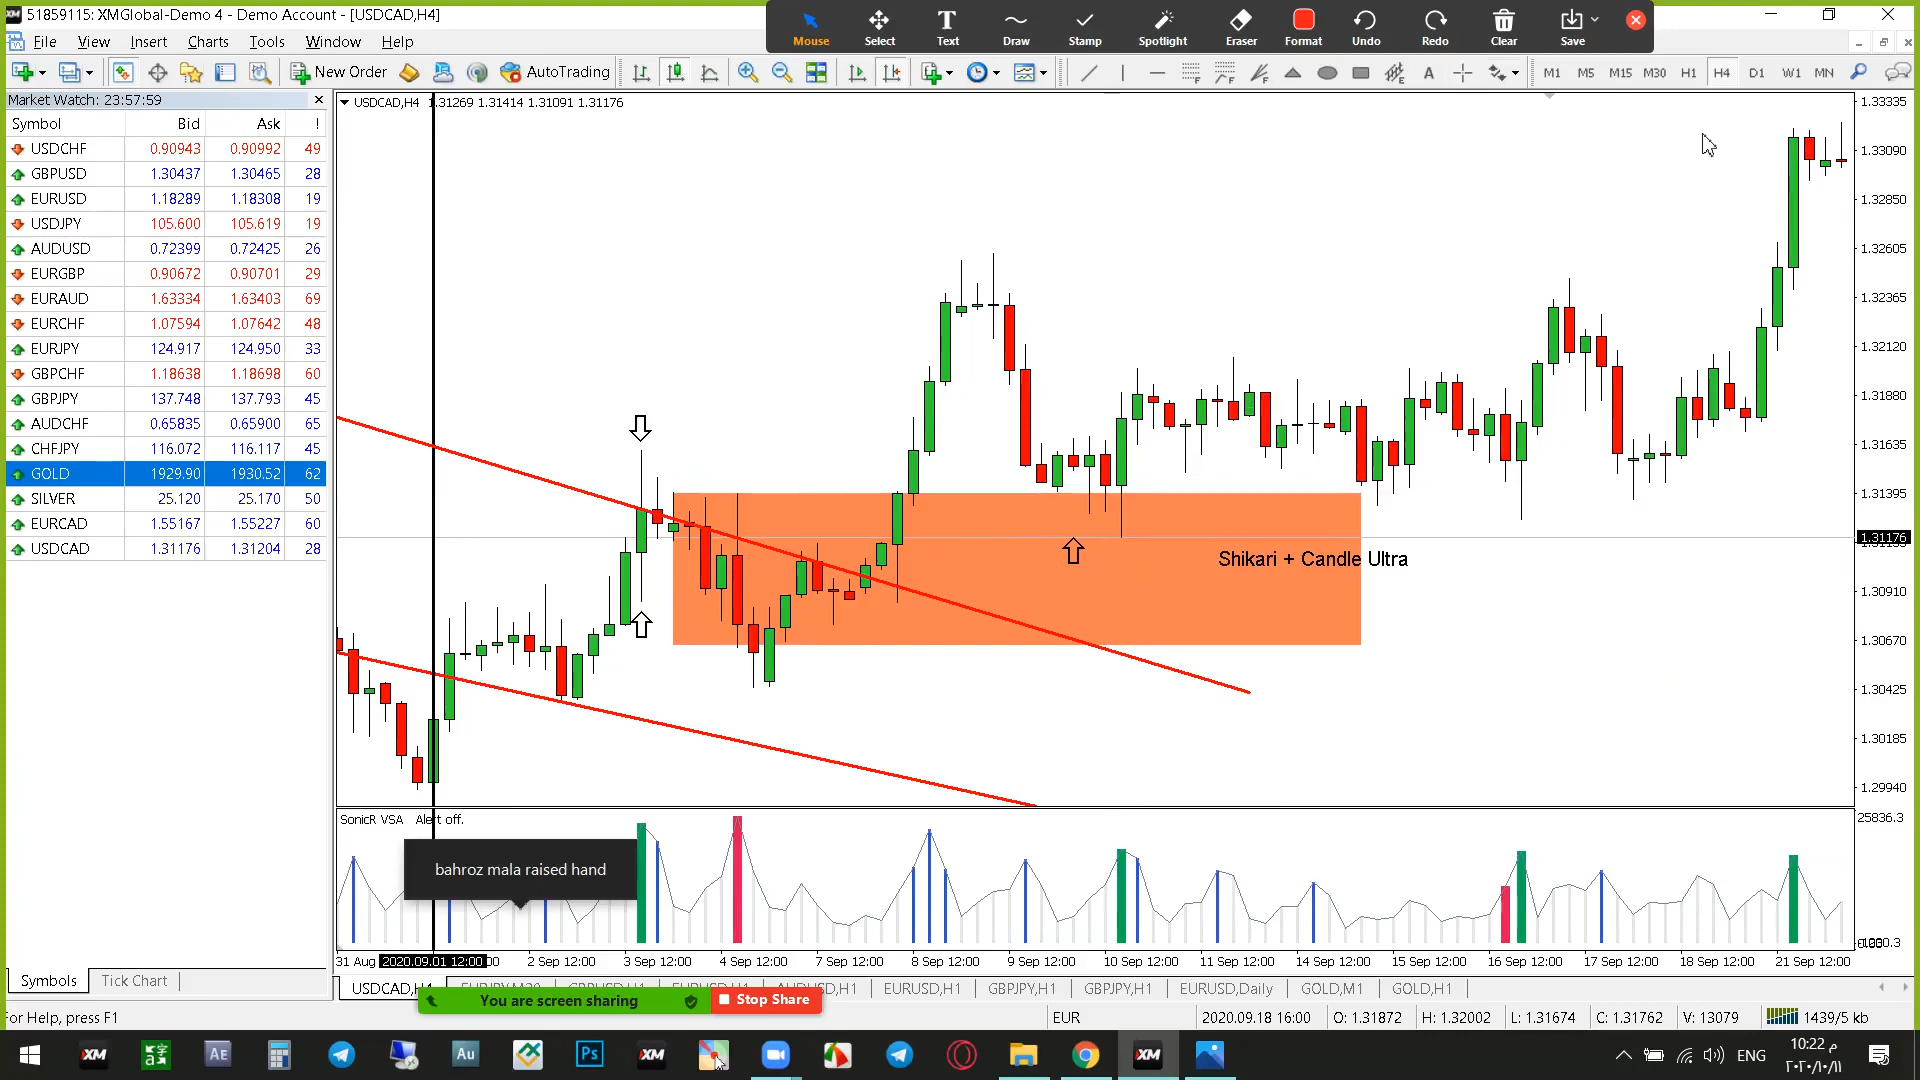 51859115: XMGlobal-Demo 4 - Demo Account - [USDCAD,H4]
Mouse Select Text Draw Stamp Spotlight Eraser Format Undo Redo Clear Save
File View Insert Charts Tools Window Help
New Order AutoTrading M1 M5 M15 M30 H1 H4 D1 W1 MN
Market Watch: 23:57:59
Symbol Bid Ask !
USDCHF 0.90943 0.90992 49
GBPUSD 1.30437 1.30465 28
EURUSD 1.18289 1.18308 19
USDJPY 105.600 105.619 19
AUDUSD 0.72399 0.72425 26
EURGBP 0.90672 0.90701 29
EURAUD 1.63334 1.63403 69
EURCHF 1.07594 1.07642 48
EURJPY 124.917 124.950 33
GBPCHF 1.18638 1.18698 60
GBPJPY 137.748 137.793 45
AUDCHF 0.65835 0.65900 65
CHFJPY 116.072 116.117 45
GOLD 1929.90 1930.52 62
SILVER 25.120 25.170 50
EURCAD 1.55167 1.55227 60
USDCAD 1.31176 1.31204 28
Symbols Tick Chart
USDCAD,H4 1.31269 1.31414 1.31091 1.31176
Shikari + Candle Ultra
1.33335
1.33090
1.32850
1.32605
1.32365
1.32120
1.31880
1.31635
1.31395
1.31176
1.30910
1.30670
1.30425
1.30185
1.29940
SonicR VSA Alert off.
25836.3
bahroz mala raised hand
31 Aug 2020.09.01 12:00 2 Sep 12:00 3 Sep 12:00 4 Sep 12:00 7 Sep 12:00 8 Sep 12:00 9 Sep 12:00 10 Sep 12:00 11 Sep 12:00 14 Sep 12:00 15 Sep 12:00 16 Sep 12:00 17 Sep 12:00 18 Sep 12:00 21 Sep 12:00
USDCAD,H4 EURUSD,H1 GBPJPY,H1 GBPJPY,H1 EURUSD,Daily GOLD,M1 GOLD,H1
You are screen sharing Stop Share
For Help, press F1 EUR 2020.09.18 16:00 O: 1.31872 H: 1.32002 L: 1.31674 C: 1.31762 V: 13079 1439/5 kb
XM AE Au Ps XM XM ENG
10:22 م
٢٠٢٠/١٠/١١